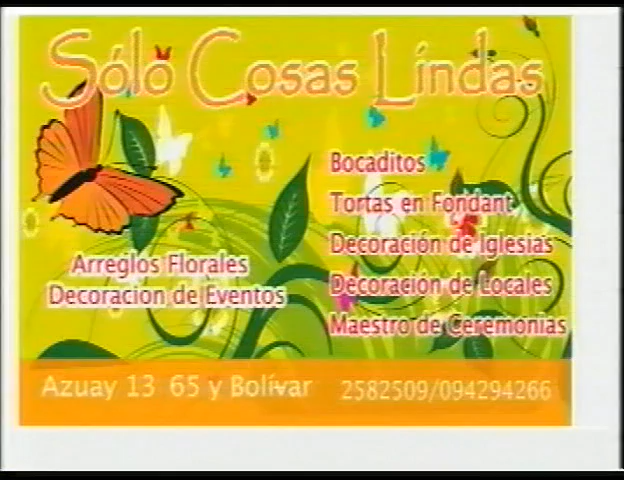 Sólo Cosas Lindas
Arreglos Florales
Decoracion de Eventos
Bocaditos
Tortas en Fondant
Decoración de Iglesias
Decoración de Locales
Maestro de Ceremonias
Azuay 13 65 y Bolívar
2582509/094294266